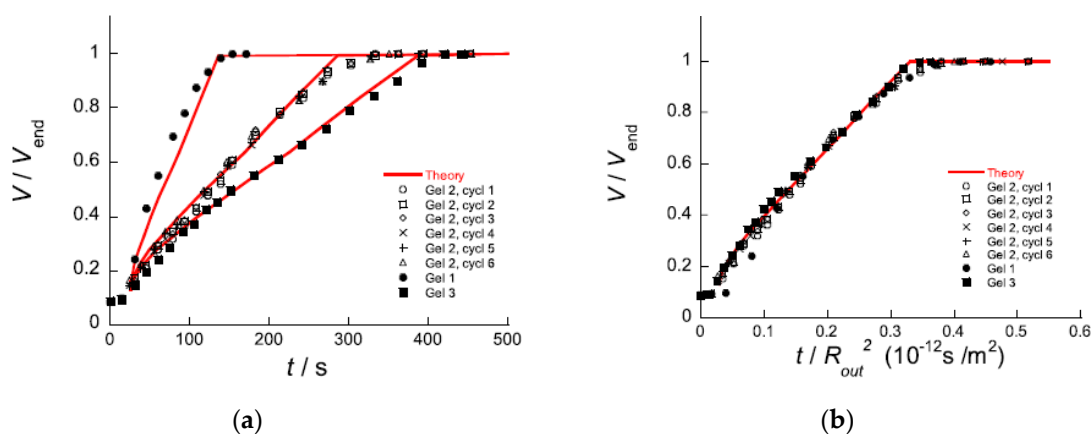 (a)
V / V_end
1
0.8
0.6
0.4
0.2
0
0 100 200 300 400 500
t / s
Theory
Gel 2, cycl 1
Gel 2, cycl 2
Gel 2, cycl 3
Gel 2, cycl 4
Gel 2, cycl 5
Gel 2, cycl 6
Gel 1
Gel 3
(a)
(b)
V / V_end
1
0.8
0.6
0.4
0.2
0
0 0.1 0.2 0.3 0.4 0.5 0.6
t / R_out² (10⁻¹²s /m²)
Theory
Gel 2, cycl 1
Gel 2, cycl 2
Gel 2, cycl 3
Gel 2, cycl 4
Gel 2, cycl 5
Gel 2, cycl 6
Gel 1
Gel 3
(b)